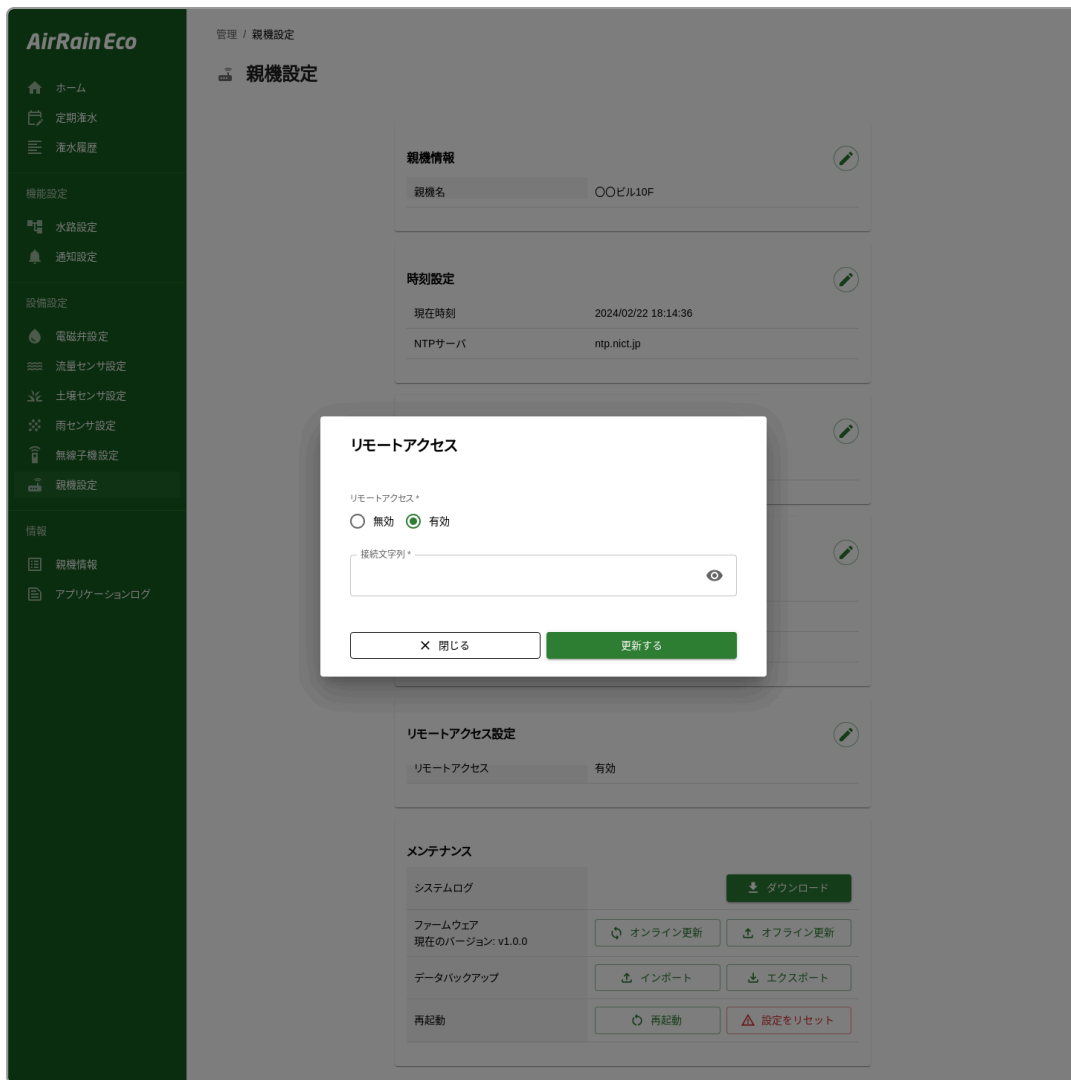 AirRain Eco
ホーム
定期潅水
潅水履歴
機能設定
水路設定
通知設定
設備設定
電磁弁設定
流量センサ設定
土壌センサ設定
雨センサ設定
無線子機設定
親機設定
情報
親機情報
アプリケーションログ
管理 / 親機設定
親機設定
親機情報
親機名 〇〇ビル10F
時刻設定
現在時刻 2024/02/22 18:14:36
NTPサーバ ntp.nict.jp
リモートアクセス
リモートアクセス *
無効 有効
接続文字列 *
閉じる 更新する
リモートアクセス設定
リモートアクセス 有効
メンテナンス
システムログ ダウンロード
ファームウェア
現在のバージョン: v1.0.0 オンライン更新 オフライン更新
データバックアップ インポート エクスポート
再起動 再起動 設定をリセット